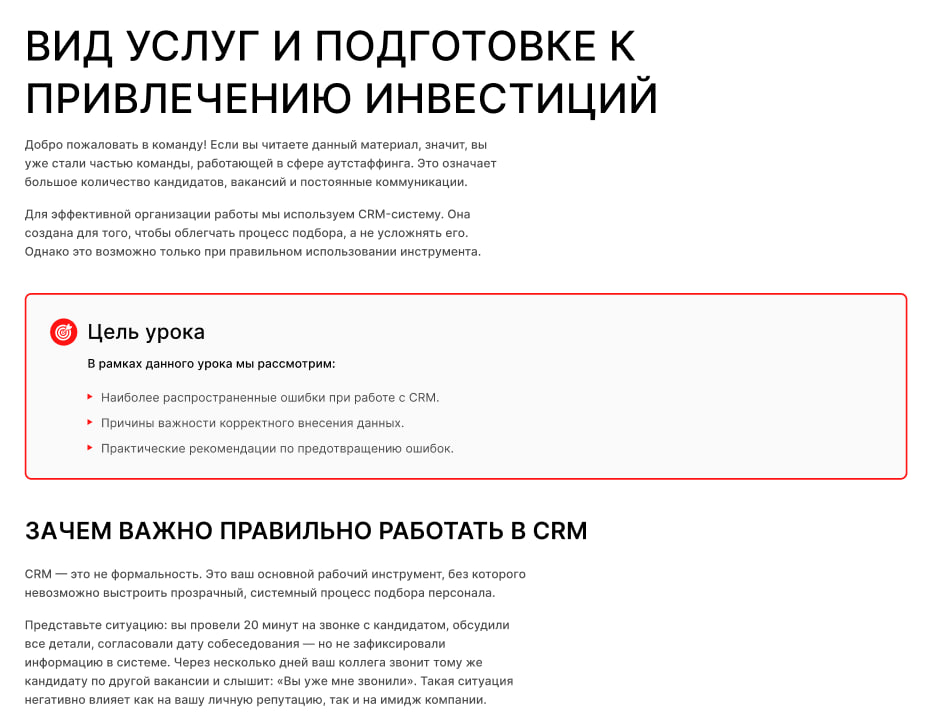 ВИД УСЛУГ И ПОДГОТОВКЕ К
ПРИВЛЕЧЕНИЮ ИНВЕСТИЦИЙ
Добро пожаловать в команду! Если вы читаете данный материал, значит, вы
уже стали частью команды, работающей в сфере аутстаффинга. Это означает
большое количество кандидатов, вакансий и постоянные коммуникации.
Для эффективной организации работы мы используем CRM-систему. Она
создана для того, чтобы облегчать процесс подбора, а не усложнять его.
Однако это возможно только при правильном использовании инструмента.
Цель урока
В рамках данного урока мы рассмотрим:
Наиболее распространенные ошибки при работе с CRM.
Причины важности корректного внесения данных.
Практические рекомендации по предотвращению ошибок.
ЗАЧЕМ ВАЖНО ПРАВИЛЬНО РАБОТАТЬ В CRM
CRM — это не формальность. Это ваш основной рабочий инструмент, без которого
невозможно выстроить прозрачный, системный процесс подбора персонала.
Представьте ситуацию: вы провели 20 минут на звонке с кандидатом, обсудили
все детали, согласовали дату собеседования — но не зафиксировали
информацию в системе. Через несколько дней ваш коллега звонит тому же
кандидату по другой вакансии и слышит: «Вы уже мне звонили». Такая ситуация
негативно влияет как на вашу личную репутацию, так и на имидж компании.